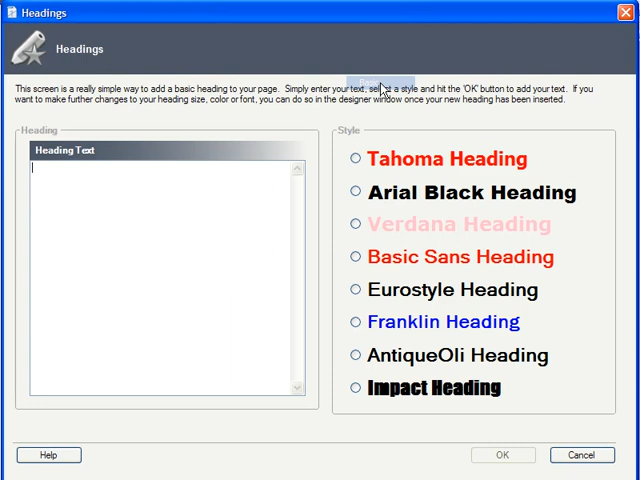 Headings
Headings
This screen is a really simple way to add a basic heading to your page. Simply enter your text, select a style and hit the 'OK' button to add your text. If you
want to make further changes to your heading size, color or font, you can do so in the designer window once your new heading has been inserted.
Heading
Style
Heading Text
Tahoma Heading
Arial Black Heading
Verdana Heading
Basic Sans Heading
Eurostyle Heading
Franklin Heading
AntiqueOli Heading
Impact Heading
Help
OK
Cancel